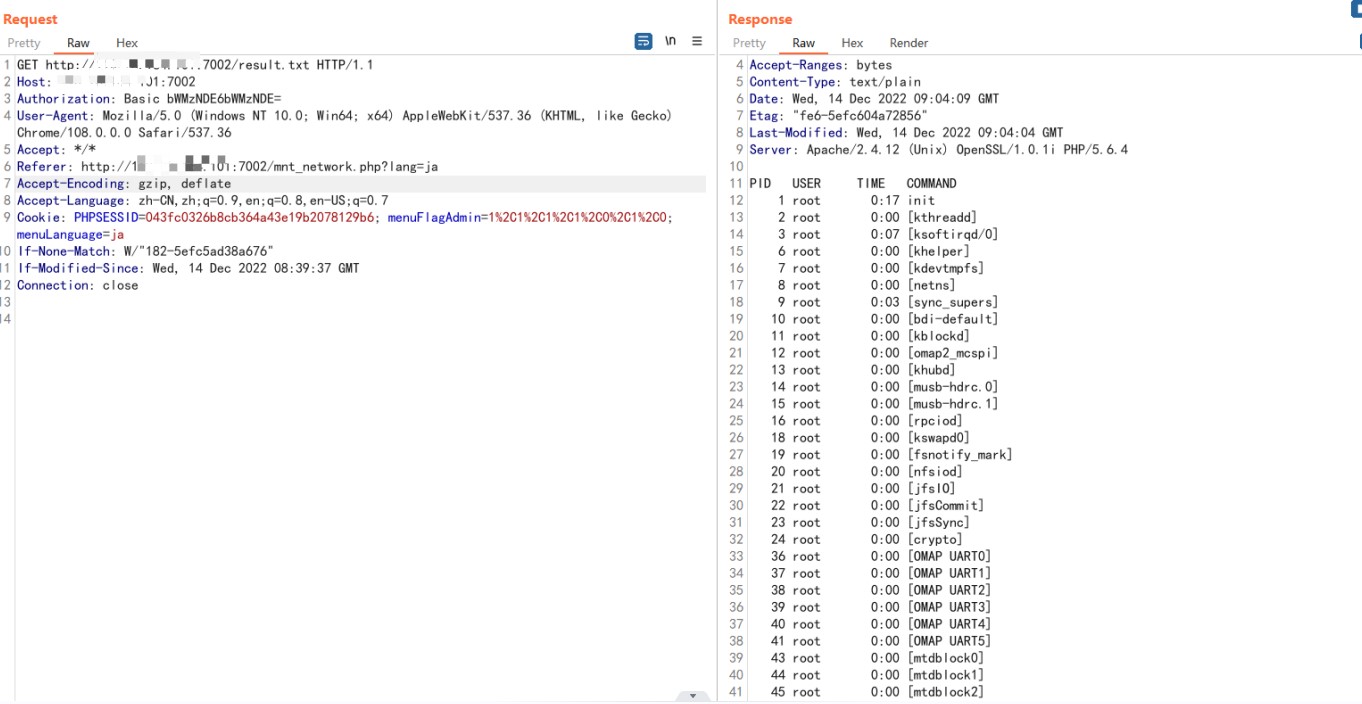 Request
Pretty Raw Hex
\n
1 GET http:// 7002/result.txt HTTP/1.1
2 Host: 01:7002
3 Authorization: Basic bWMzNDE6bWMzNDE=
4 User-Agent: Mozilla/5.0 (Windows NT 10.0; Win64; x64) AppleWebKit/537.36 (KHTML, like Gecko)
Chrome/108.0.0.0 Safari/537.36
5 Accept: */*
6 Referer: http://1 101:7002/mnt_network.php?lang=ja
7 Accept-Encoding: gzip, deflate
8 Accept-Language: zh-CN,zh;q=0.9,en;q=0.8,en-US;q=0.7
9 Cookie: PHPSESSID=043fc0326b8cb364a43e19b2078129b6; menuFlagAdmin=1%2C1%2C1%2C1%2C0%2C1%2C0;
menuLanguage=ja
10 If-None-Match: W/"182-5efc5ad38a676"
11 If-Modified-Since: Wed, 14 Dec 2022 08:39:37 GMT
12 Connection: close
13
14
Response
Pretty Raw Hex Render
4 Accept-Ranges: bytes
5 Content-Type: text/plain
6 Date: Wed, 14 Dec 2022 09:04:09 GMT
7 Etag: "fe6-5efc604a72856"
8 Last-Modified: Wed, 14 Dec 2022 09:04:04 GMT
9 Server: Apache/2.4.12 (Unix) OpenSSL/1.0.1i PHP/5.6.4
10
11 PID USER TIME COMMAND
12 1 root 0:17 init
13 2 root 0:00 [kthreadd]
14 3 root 0:07 [ksoftirqd/0]
15 6 root 0:00 [khelper]
16 7 root 0:00 [kdevtmpfs]
17 8 root 0:00 [netns]
18 9 root 0:03 [sync_supers]
19 10 root 0:00 [bdi-default]
20 11 root 0:00 [kblockd]
21 12 root 0:00 [omap2_mcspi]
22 13 root 0:00 [khubd]
23 14 root 0:00 [musb-hdrc.0]
24 15 root 0:00 [musb-hdrc.1]
25 16 root 0:00 [rpciod]
26 18 root 0:00 [kswapd0]
27 19 root 0:00 [fsnotify_mark]
28 20 root 0:00 [nfsiod]
29 21 root 0:00 [jfsIO]
30 22 root 0:00 [jfsCommit]
31 23 root 0:00 [jfsSync]
32 24 root 0:00 [crypto]
33 36 root 0:00 [OMAP UART0]
34 37 root 0:00 [OMAP UART1]
35 38 root 0:00 [OMAP UART2]
36 39 root 0:00 [OMAP UART3]
37 40 root 0:00 [OMAP UART4]
38 41 root 0:00 [OMAP UART5]
39 43 root 0:00 [mtdblock0]
40 44 root 0:00 [mtdblock1]
41 45 root 0:00 [mtdblock2]